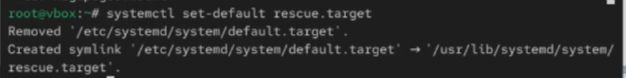 root@vbox:~# systemctl set-default rescue.target
Removed '/etc/systemd/system/default.target'.
Created symlink '/etc/systemd/system/default.target' → '/usr/lib/systemd/system/
rescue.target'.